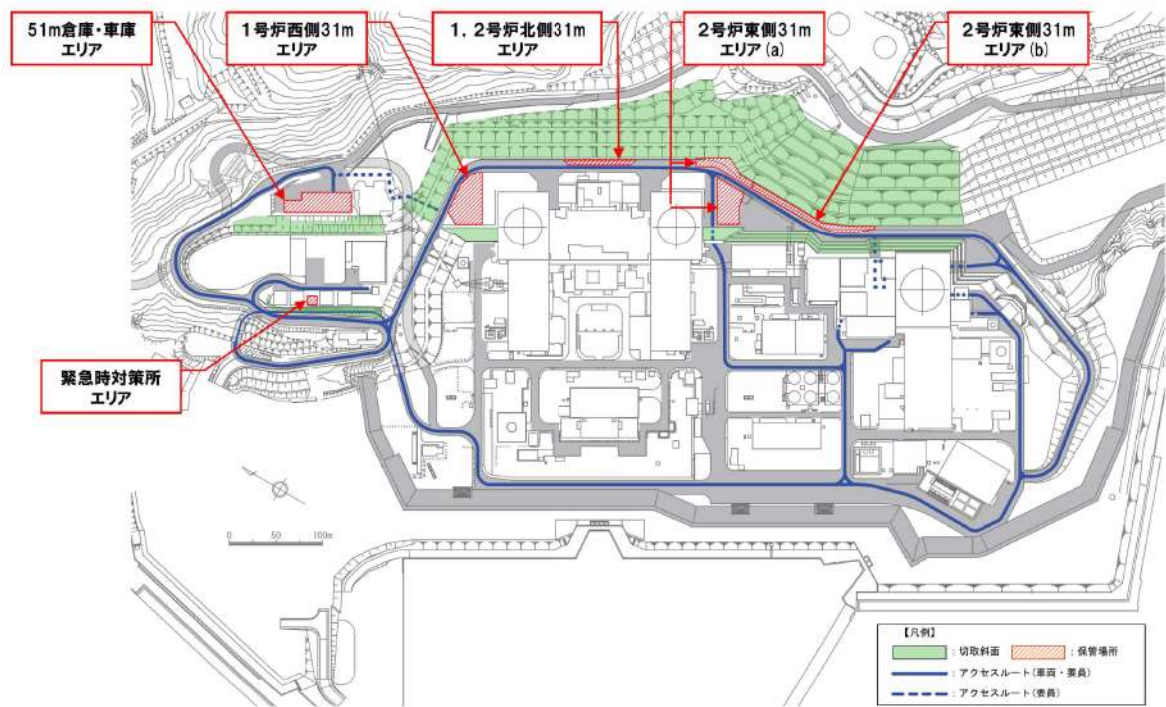 51m倉庫・車庫
エリア
1号炉西側31m
エリア
1，2号炉北側31m
エリア
2号炉東側31m
エリア(a)
2号炉東側31m
エリア(b)
緊急時対策所
エリア
0 50 100m
【凡例】
：切取斜面
：保管場所
：アクセスルート(車両・要員)
：アクセスルート(要員)